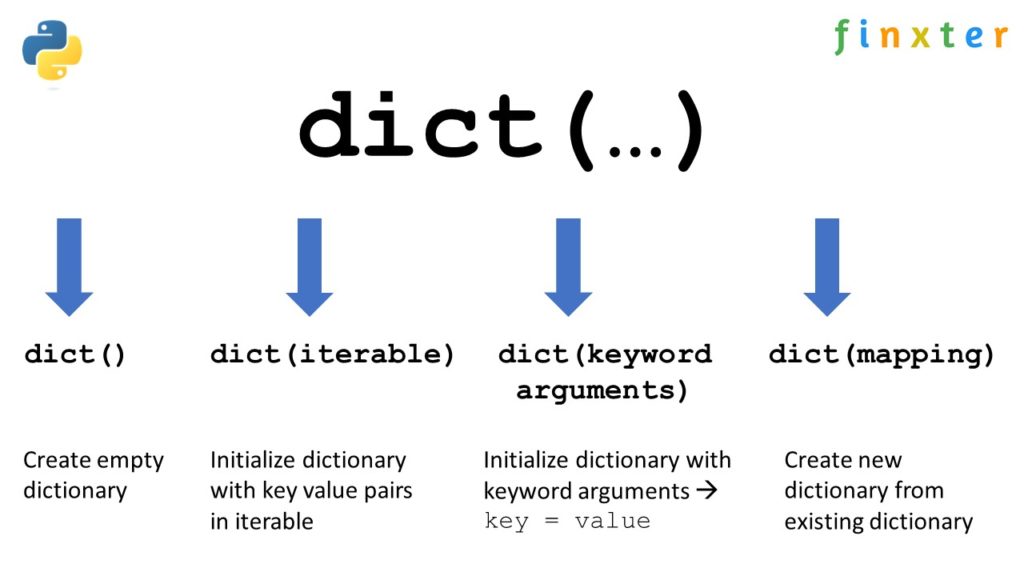 finxter
dict(…)
dict()
dict(iterable)
dict(keyword
arguments)
dict(mapping)
Create empty
dictionary
Initialize dictionary
with key value pairs
in iterable
Initialize dictionary with
keyword arguments →
key = value
Create new
dictionary from
existing dictionary